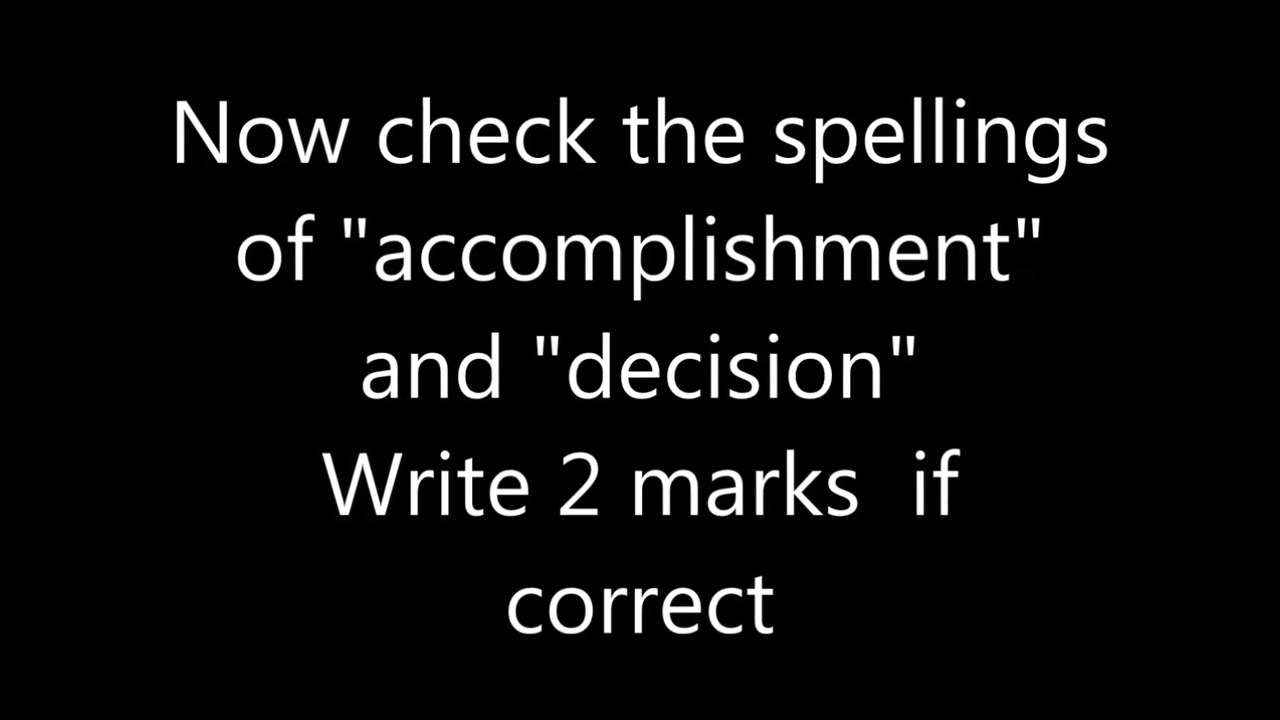 Now check the spellings
of "accomplishment"
and "decision"
Write 2 marks  if
correct